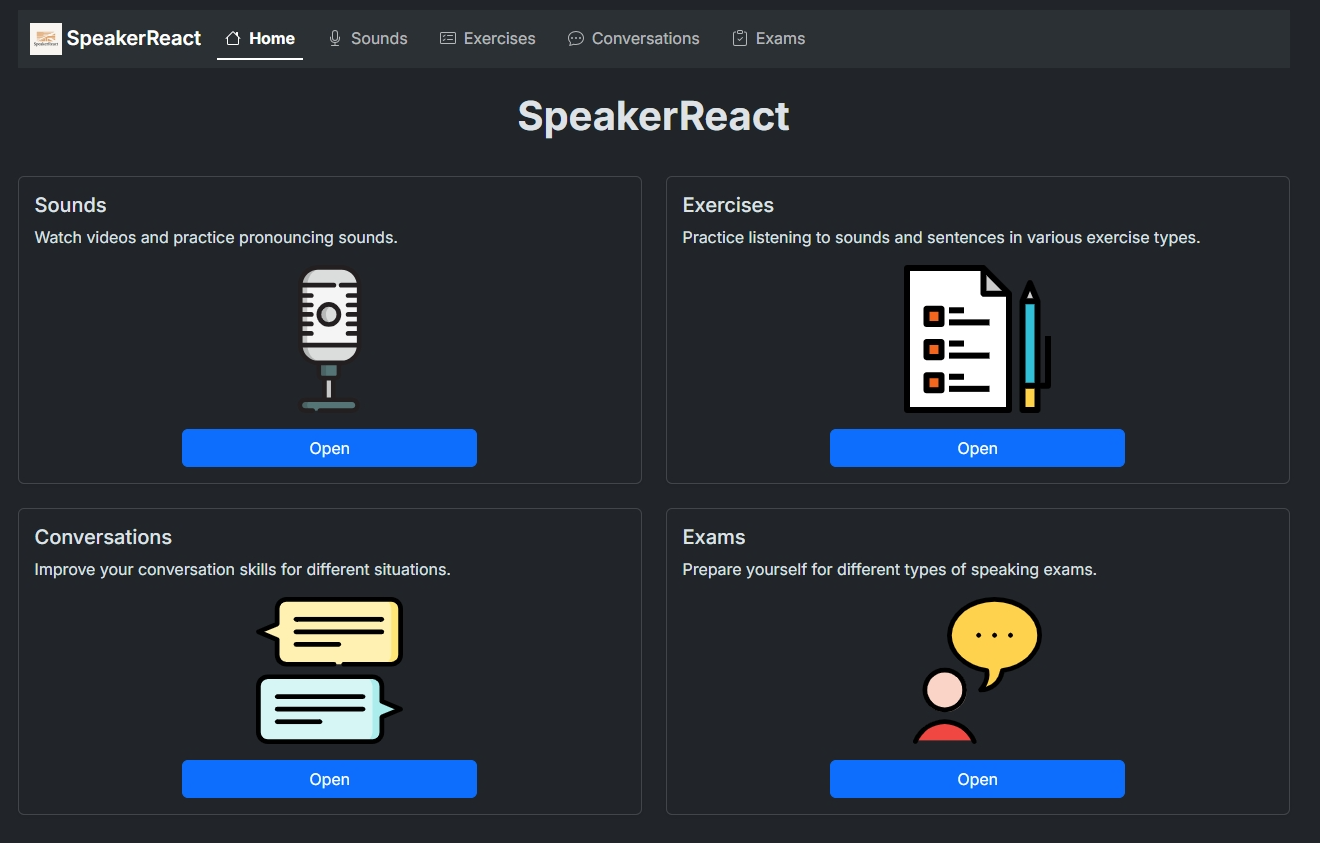 SpeakerReact Home Sounds Exercises Conversations Exams
SpeakerReact
Sounds
Watch videos and practice pronouncing sounds.
Open
Exercises
Practice listening to sounds and sentences in various exercise types.
Open
Conversations
Improve your conversation skills for different situations.
Open
Exams
Prepare yourself for different types of speaking exams.
Open